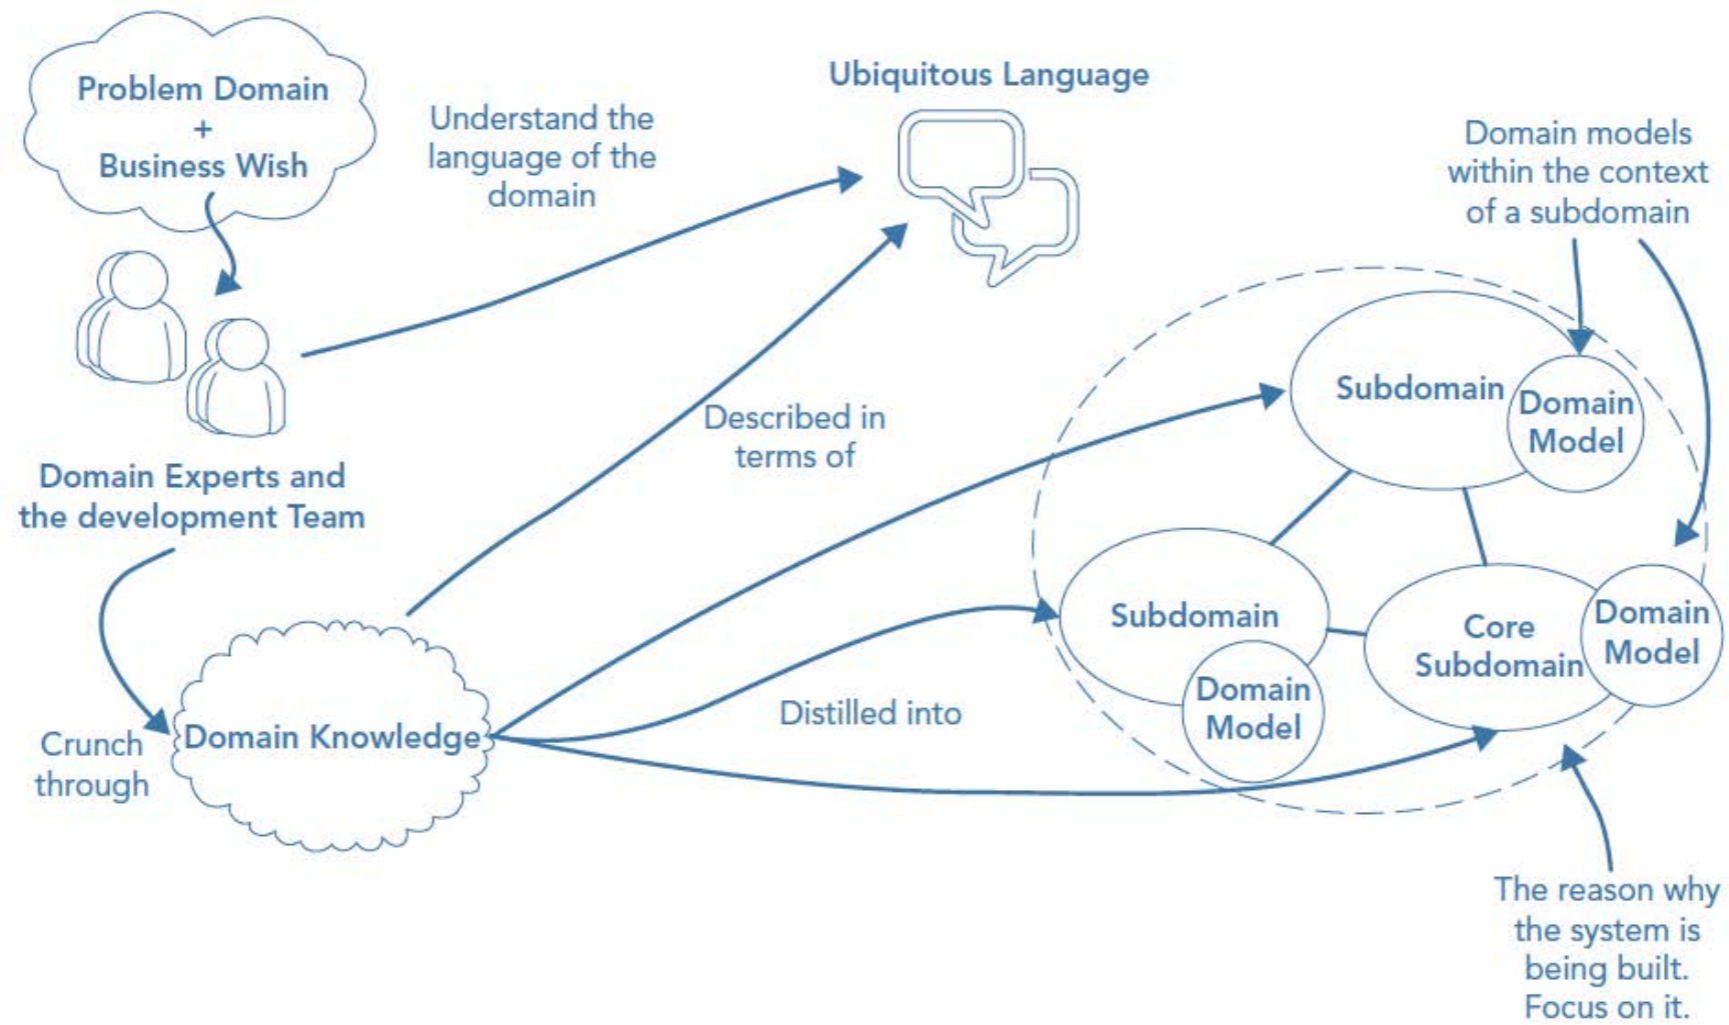 Problem Domain
+
Business Wish
Understand the
language of the
domain
Ubiquitous Language
Domain models
within the context
of a subdomain
Domain Experts and
the development Team
Described in
terms of
Subdomain
Domain
Model
Subdomain
Domain
Model
Core
Subdomain
Domain
Model
Crunch
through
Domain Knowledge
Distilled into
The reason why
the system is
being built.
Focus on it.